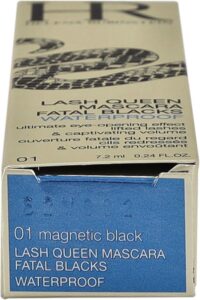 HR
LASH QUEEN
MASCARA
FATAL BLACKS
WATERPROOF
ultimate eye-opening effect
lifted lashes
& captivating volume
ouverture fatale du regard
cils redressés
& volume envoûtant
01
7.2 ml 0.24 FL.OZ.
01 magnetic black
LASH QUEEN MASCARA
FATAL BLACKS
WATERPROOF